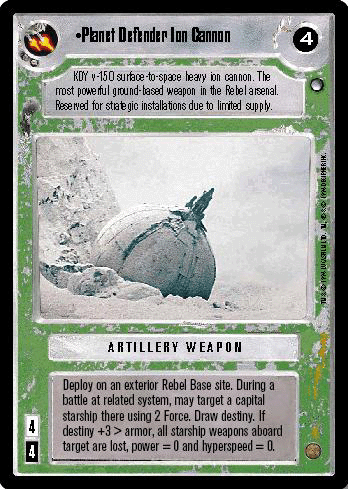 •Planet Defender Ion Cannon
4
KDY v-150 surface-to-space heavy ion cannon. The
most powerful ground-based weapon in the Rebel arsenal.
Reserved for strategic installations due to limited supply.
ARTILLERY WEAPON
Deploy on an exterior Rebel Base site. During a
battle at related system, may target a capital
starship there using 2 Force. Draw destiny. If
destiny +3 > armor, all starship weapons aboard
target are lost, power = 0 and hyperspeed = 0.
4
4